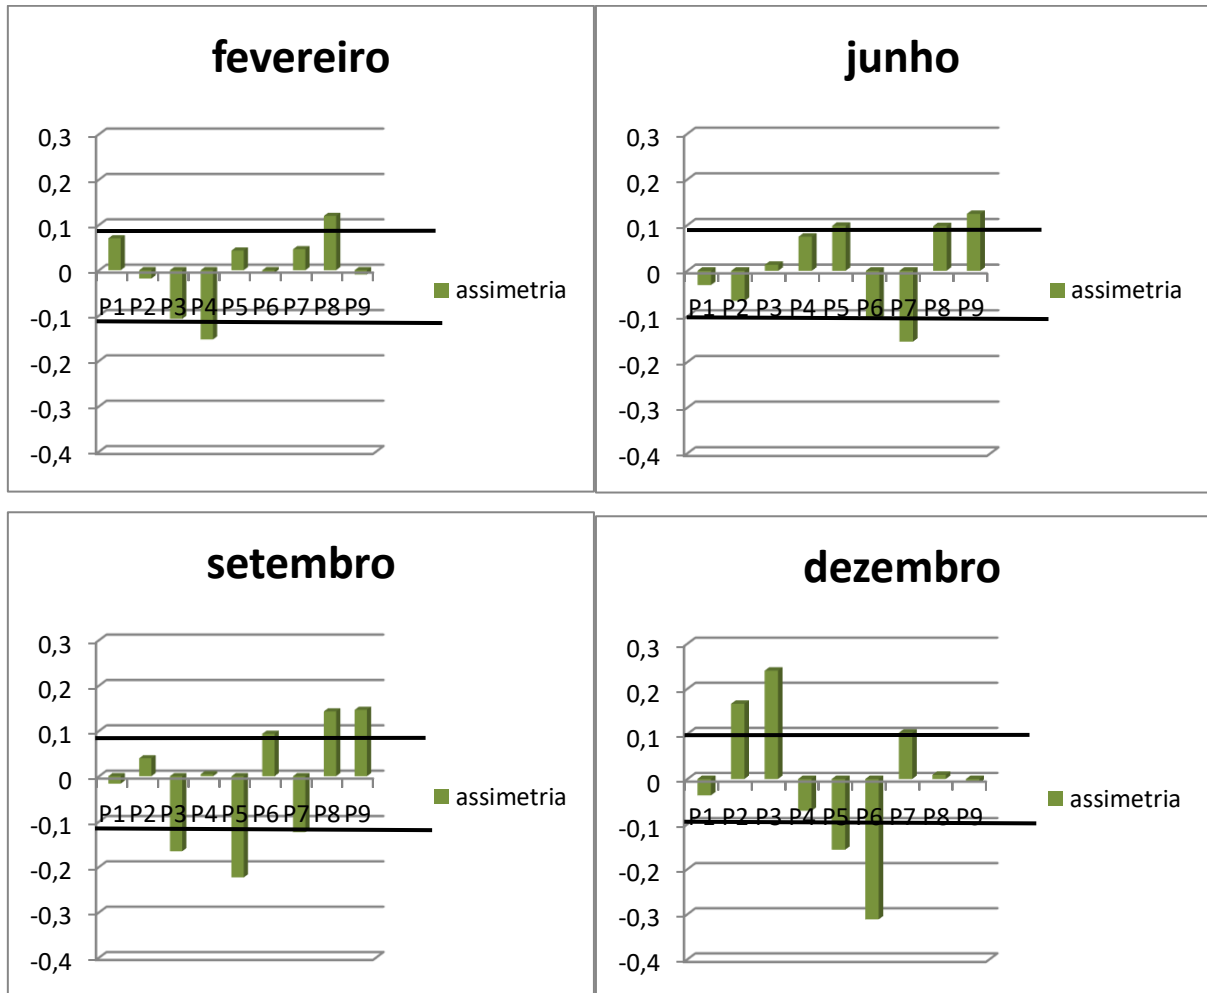 fevereiro
0,3
0,2
0,1
0
-0,1
-0,2
-0,3
-0,4
P1 P2 P3 P4 P5 P6 P7 P8 P9
assimetria
junho
0,3
0,2
0,1
0
-0,1
-0,2
-0,3
-0,4
P1 P2 P3 P4 P5 P6 P7 P8 P9
assimetria
setembro
0,3
0,2
0,1
0
-0,1
-0,2
-0,3
-0,4
P1 P2 P3 P4 P5 P6 P7 P8 P9
assimetria
dezembro
0,3
0,2
0,1
0
-0,1
-0,2
-0,3
-0,4
P1 P2 P3 P4 P5 P6 P7 P8 P9
assimetria